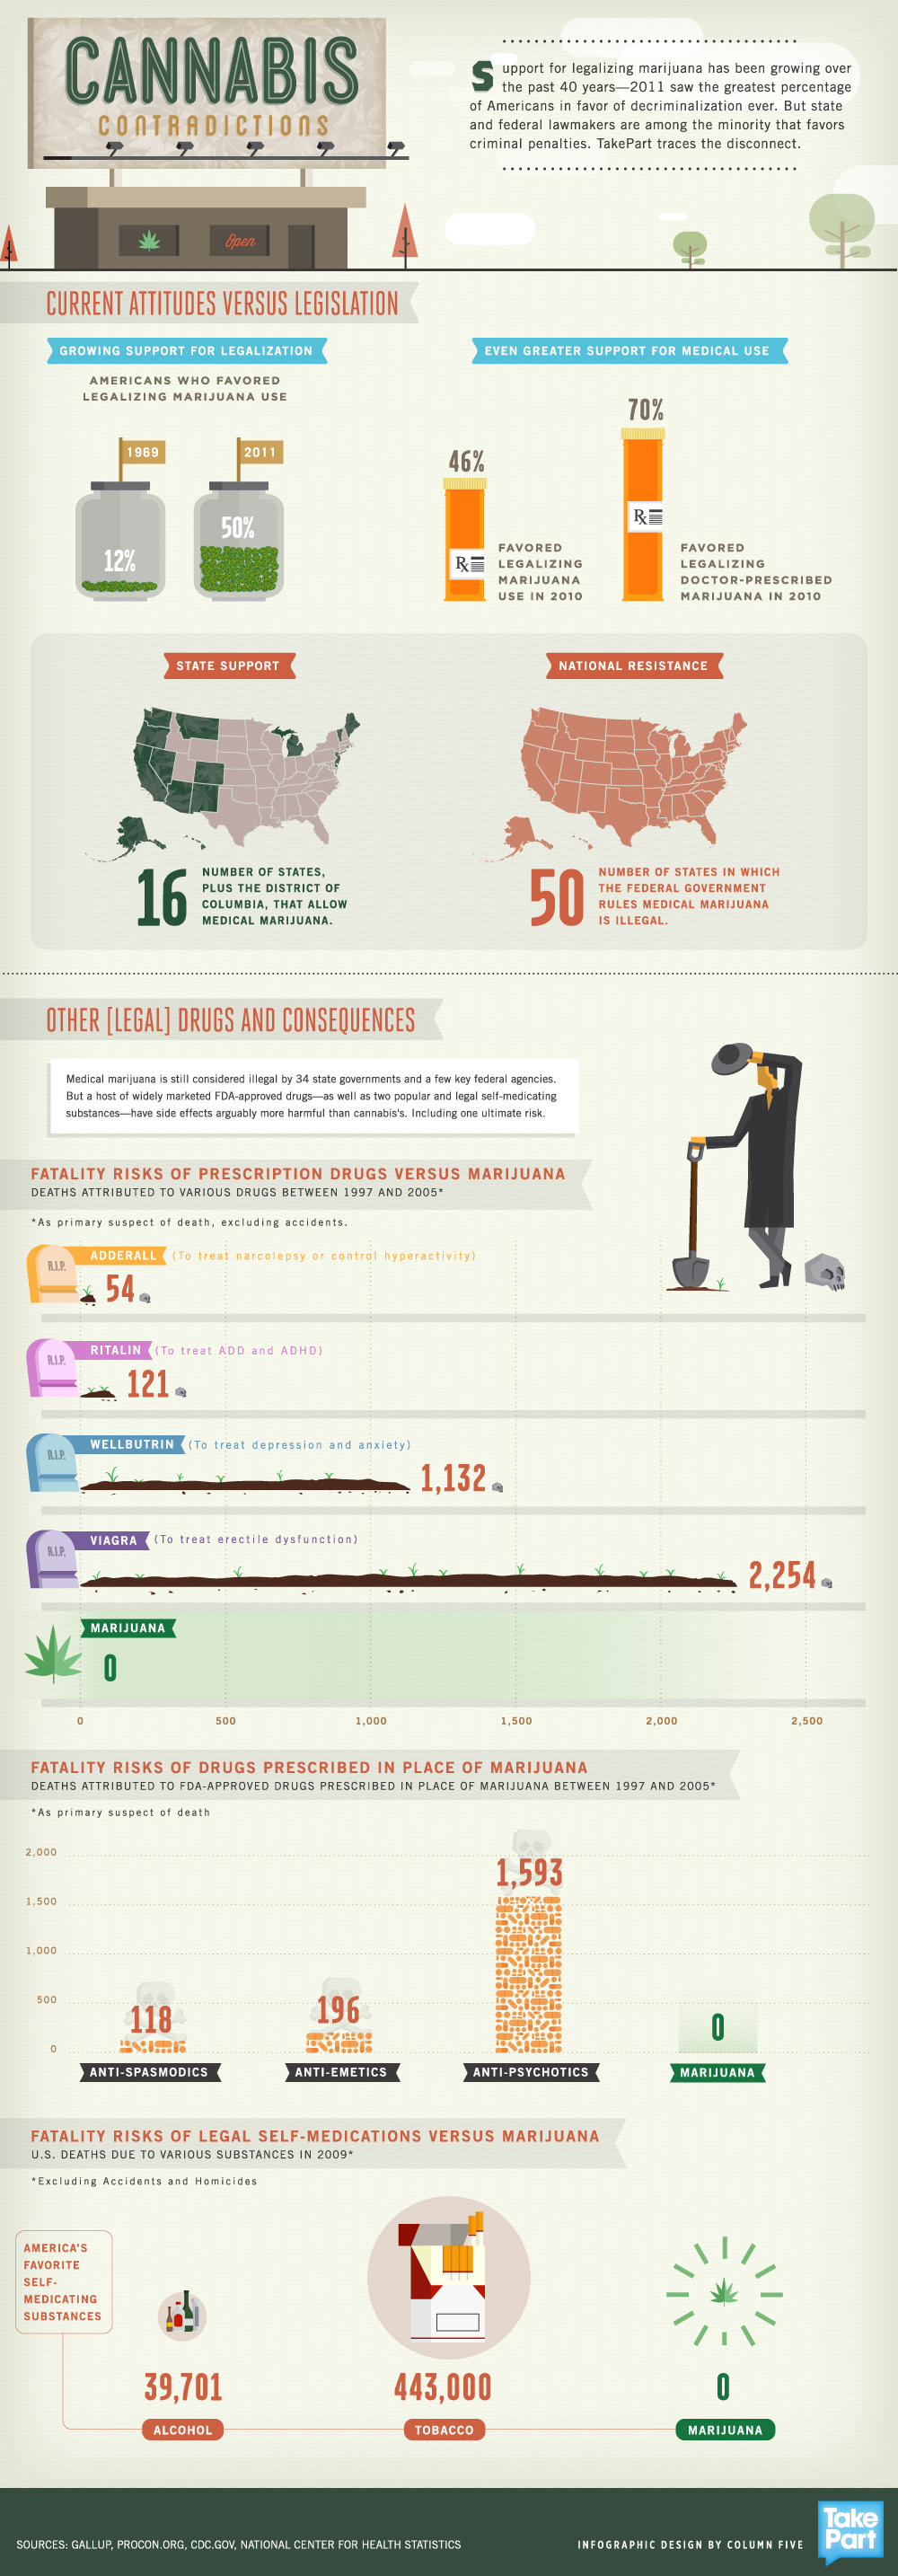 CANNABIS
CONTRADICTIONS
Open
Support for legalizing marijuana has been growing over
the past 40 years—2011 saw the greatest percentage
of Americans in favor of decriminalization ever. But state
and federal lawmakers are among the minority that favors
criminal penalties. TakePart traces the disconnect.
CURRENT ATTITUDES VERSUS LEGISLATION
GROWING SUPPORT FOR LEGALIZATION
AMERICANS WHO FAVORED
LEGALIZING MARIJUANA USE
1969
2011
12%
50%
EVEN GREATER SUPPORT FOR MEDICAL USE
46%
Rx
FAVORED
LEGALIZING
MARIJUANA
USE IN 2010
70%
Rx
FAVORED
LEGALIZING
DOCTOR-PRESCRIBED
MARIJUANA IN 2010
STATE SUPPORT
16
NUMBER OF STATES,
PLUS THE DISTRICT OF
COLUMBIA, THAT ALLOW
MEDICAL MARIJUANA.
NATIONAL RESISTANCE
50
NUMBER OF STATES IN WHICH
THE FEDERAL GOVERNMENT
RULES MEDICAL MARIJUANA
IS ILLEGAL.
OTHER [LEGAL] DRUGS AND CONSEQUENCES
Medical marijuana is still considered illegal by 34 state governments and a few key federal agencies.
But a host of widely marketed FDA-approved drugs—as well as two popular and legal self-medicating
substances—have side effects arguably more harmful than cannabis's. Including one ultimate risk.
FATALITY RISKS OF PRESCRIPTION DRUGS VERSUS MARIJUANA
DEATHS ATTRIBUTED TO VARIOUS DRUGS BETWEEN 1997 AND 2005*
*As primary suspect of death, excluding accidents.
R.I.P.
ADDERALL (To treat narcolepsy or control hyperactivity)
54
R.I.P.
RITALIN (To treat ADD and ADHD)
121
R.I.P.
WELLBUTRIN (To treat depression and anxiety)
1,132
R.I.P.
VIAGRA (To treat erectile dysfunction)
2,254
MARIJUANA
0
0 500 1,000 1,500 2,000 2,500
FATALITY RISKS OF DRUGS PRESCRIBED IN PLACE OF MARIJUANA
DEATHS ATTRIBUTED TO FDA-APPROVED DRUGS PRESCRIBED IN PLACE OF MARIJUANA BETWEEN 1997 AND 2005*
*As primary suspect of death
2,000
1,500
1,000
500
0
118
196
1,593
0
ANTI-SPASMODICS
ANTI-EMETICS
ANTI-PSYCHOTICS
MARIJUANA
FATALITY RISKS OF LEGAL SELF-MEDICATIONS VERSUS MARIJUANA
U.S. DEATHS DUE TO VARIOUS SUBSTANCES IN 2009*
*Excluding Accidents and Homicides
AMERICA'S
FAVORITE
SELF-
MEDICATING
SUBSTANCES
39,701
443,000
0
ALCOHOL
TOBACCO
MARIJUANA
SOURCES: GALLUP, PROCON.ORG, CDC.GOV, NATIONAL CENTER FOR HEALTH STATISTICS
INFOGRAPHIC DESIGN BY COLUMN FIVE
Take
Part